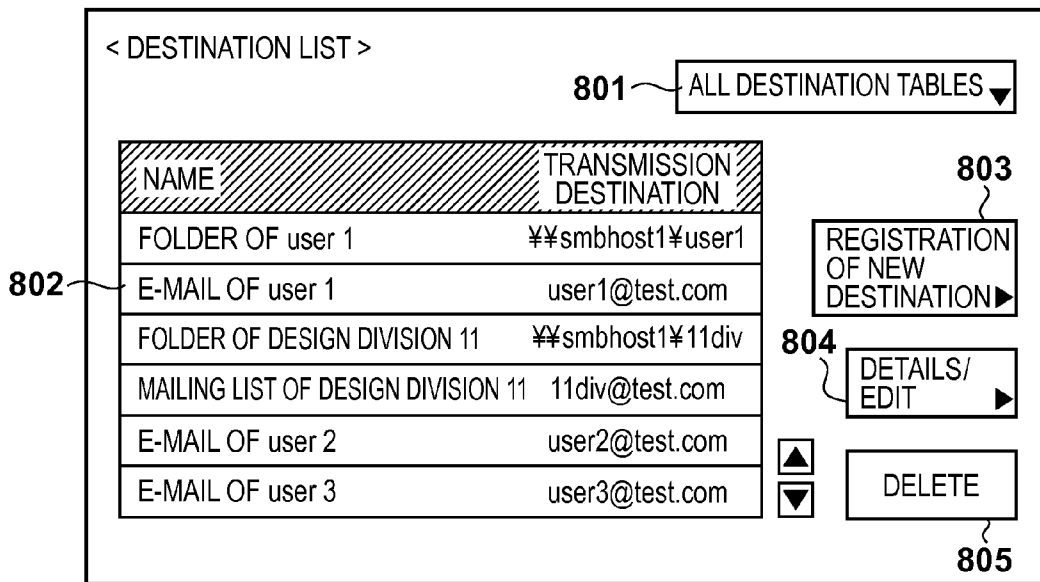 < DESTINATION LIST >
801
ALL DESTINATION TABLES
NAME
TRANSMISSION
DESTINATION
803
FOLDER OF user 1 ¥¥smbhost1¥user1
REGISTRATION
OF NEW
DESTINATION
802
E-MAIL OF user 1 user1@test.com
FOLDER OF DESIGN DIVISION 11 ¥¥smbhost1¥11div
804
MAILING LIST OF DESIGN DIVISION 11 11div@test.com
DETAILS/
EDIT
E-MAIL OF user 2 user2@test.com
E-MAIL OF user 3 user3@test.com
DELETE
805